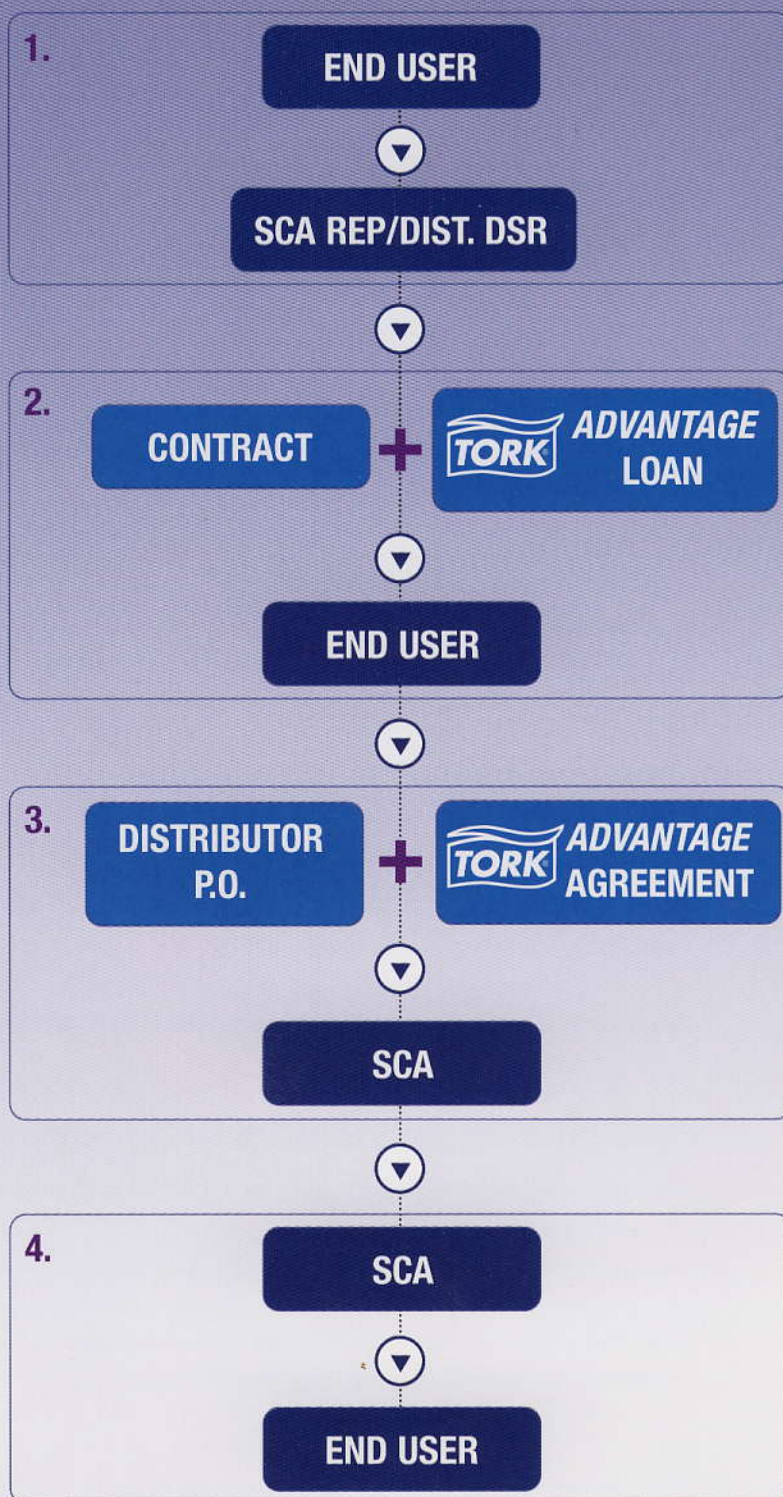 1.
END USER
SCA REP/DIST. DSR
2.
CONTRACT
+
TORK ADVANTAGE
LOAN
END USER
3.
DISTRIBUTOR
P.O.
+
TORK ADVANTAGE
AGREEMENT
SCA
4.
SCA
END USER